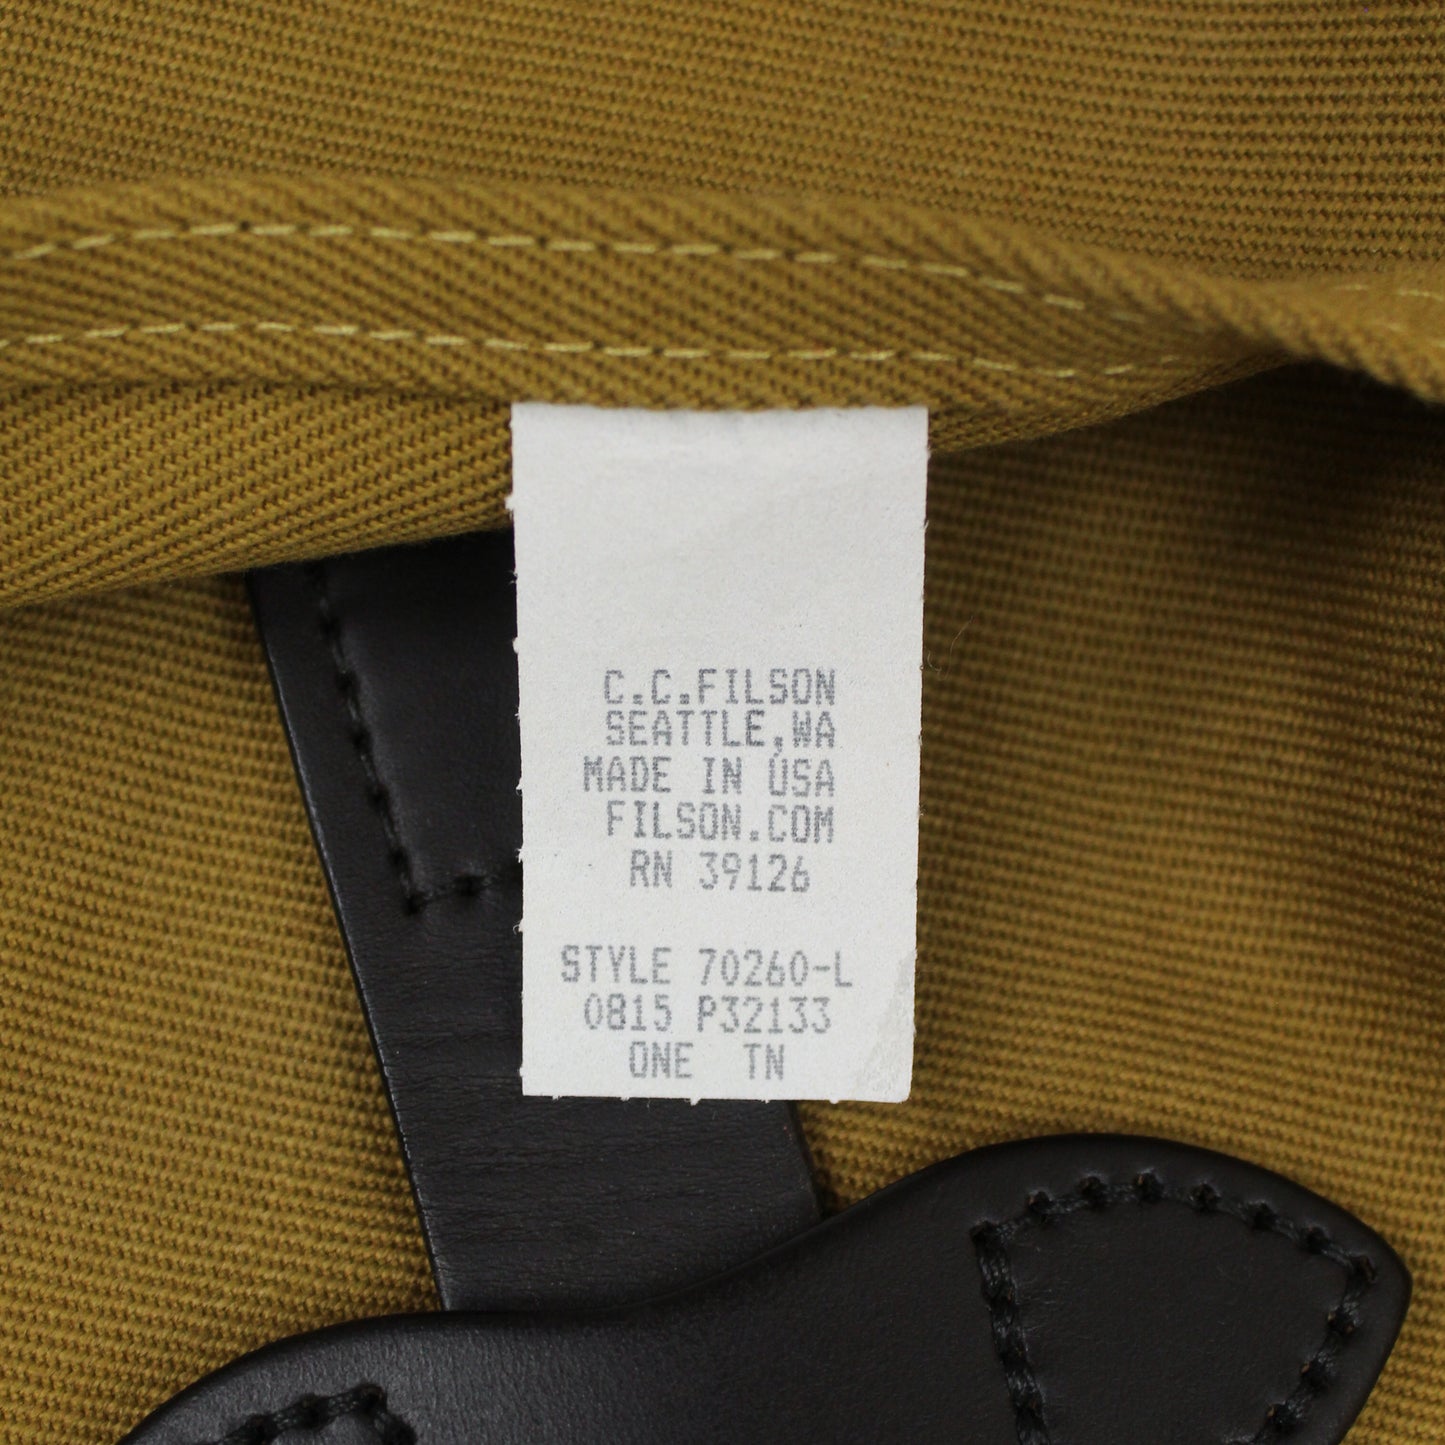 C.C.FILSON
SEATTLE,WA
MADE IN USA
FILSON.COM
RN 39126
STYLE 70260-L
0815 P32133
ONE TN